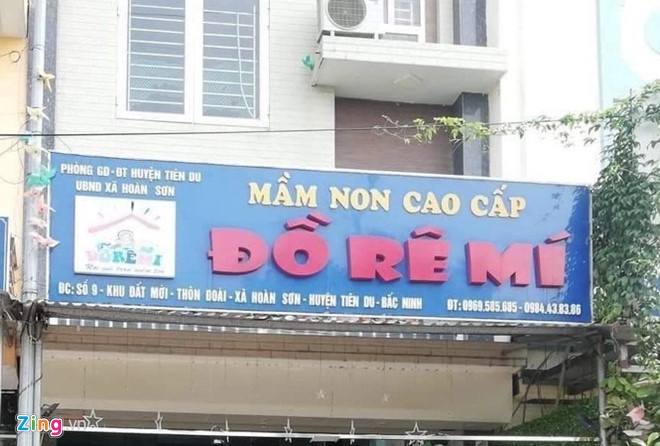 PHÒNG GD-ĐT HUYỆN TIÊN DU
UBND XÃ HOÀN SƠN
MẦM NON CAO CẤP
ĐỒ RÊ MÍ
ĐỒRÊMÍ
ĐC: SỐ 9 - KHU ĐẤT MỚI - THÔN ĐOÀI - XÃ HOÀN SƠN - HUYỆN TIÊN DU - BẮC NINH
ĐT: 0969.585.685 - 0984.43.83.86
Zing.vn